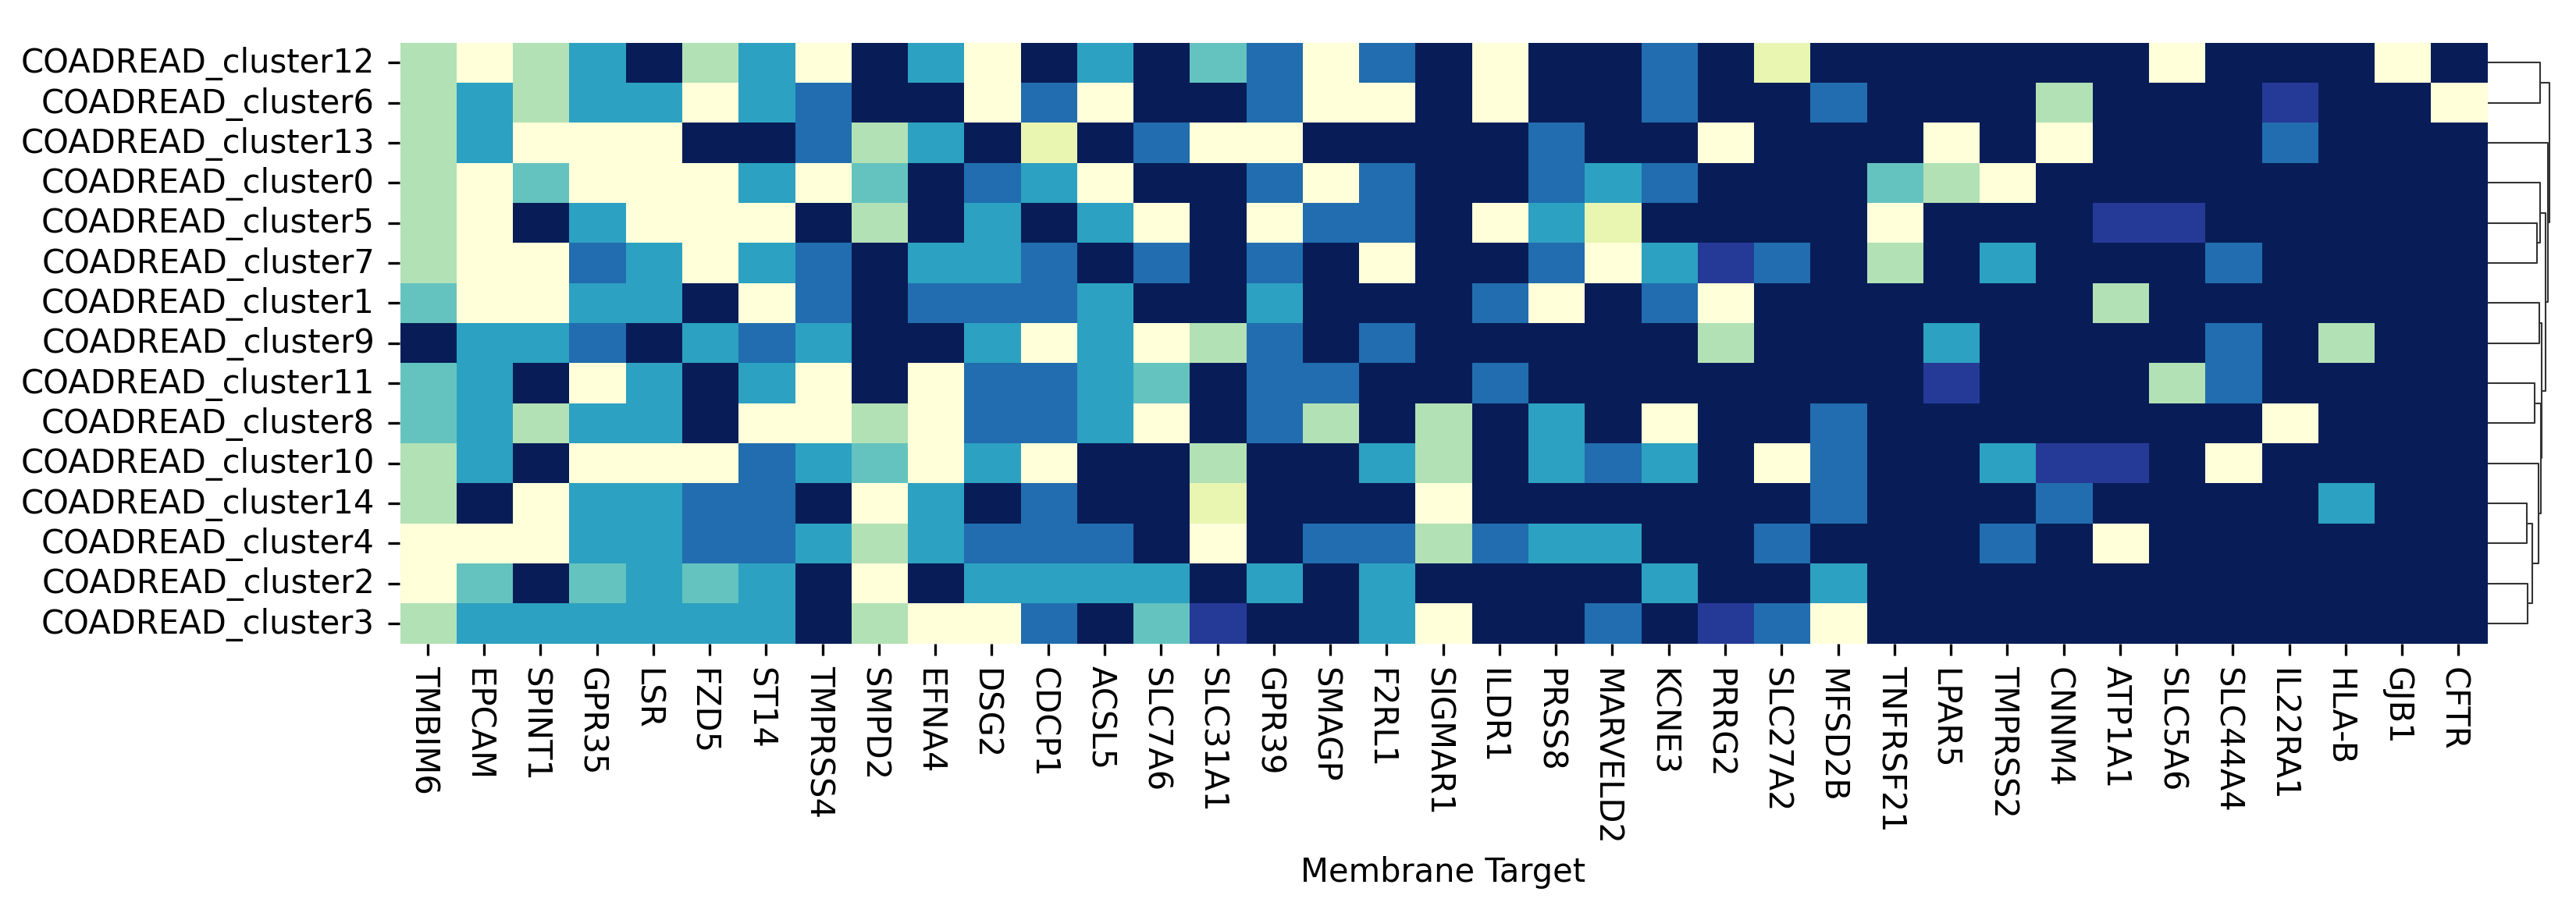 COADREAD_cluster12
COADREAD_cluster6
COADREAD_cluster13
COADREAD_cluster0
COADREAD_cluster5
COADREAD_cluster7
COADREAD_cluster1
COADREAD_cluster9
COADREAD_cluster11
COADREAD_cluster8
COADREAD_cluster10
COADREAD_cluster14
COADREAD_cluster4
COADREAD_cluster2
COADREAD_cluster3
TMBIM6
EPCAM
SPINT1
GPR35
LSR
FZD5
ST14
TMPRSS4
SMPD2
EFNA4
DSG2
CDCP1
ACSL5
SLC7A6
SLC31A1
GPR39
SMAGP
F2RL1
SIGMAR1
ILDR1
PRSS8
MARVELD2
KCNE3
PRRG2
SLC27A2
MFSD2B
TNFRSF21
LPAR5
TMPRSS2
CNNM4
ATP1A1
SLC5A6
SLC44A4
IL22RA1
HLA-B
GJB1
CFTR
Membrane Target